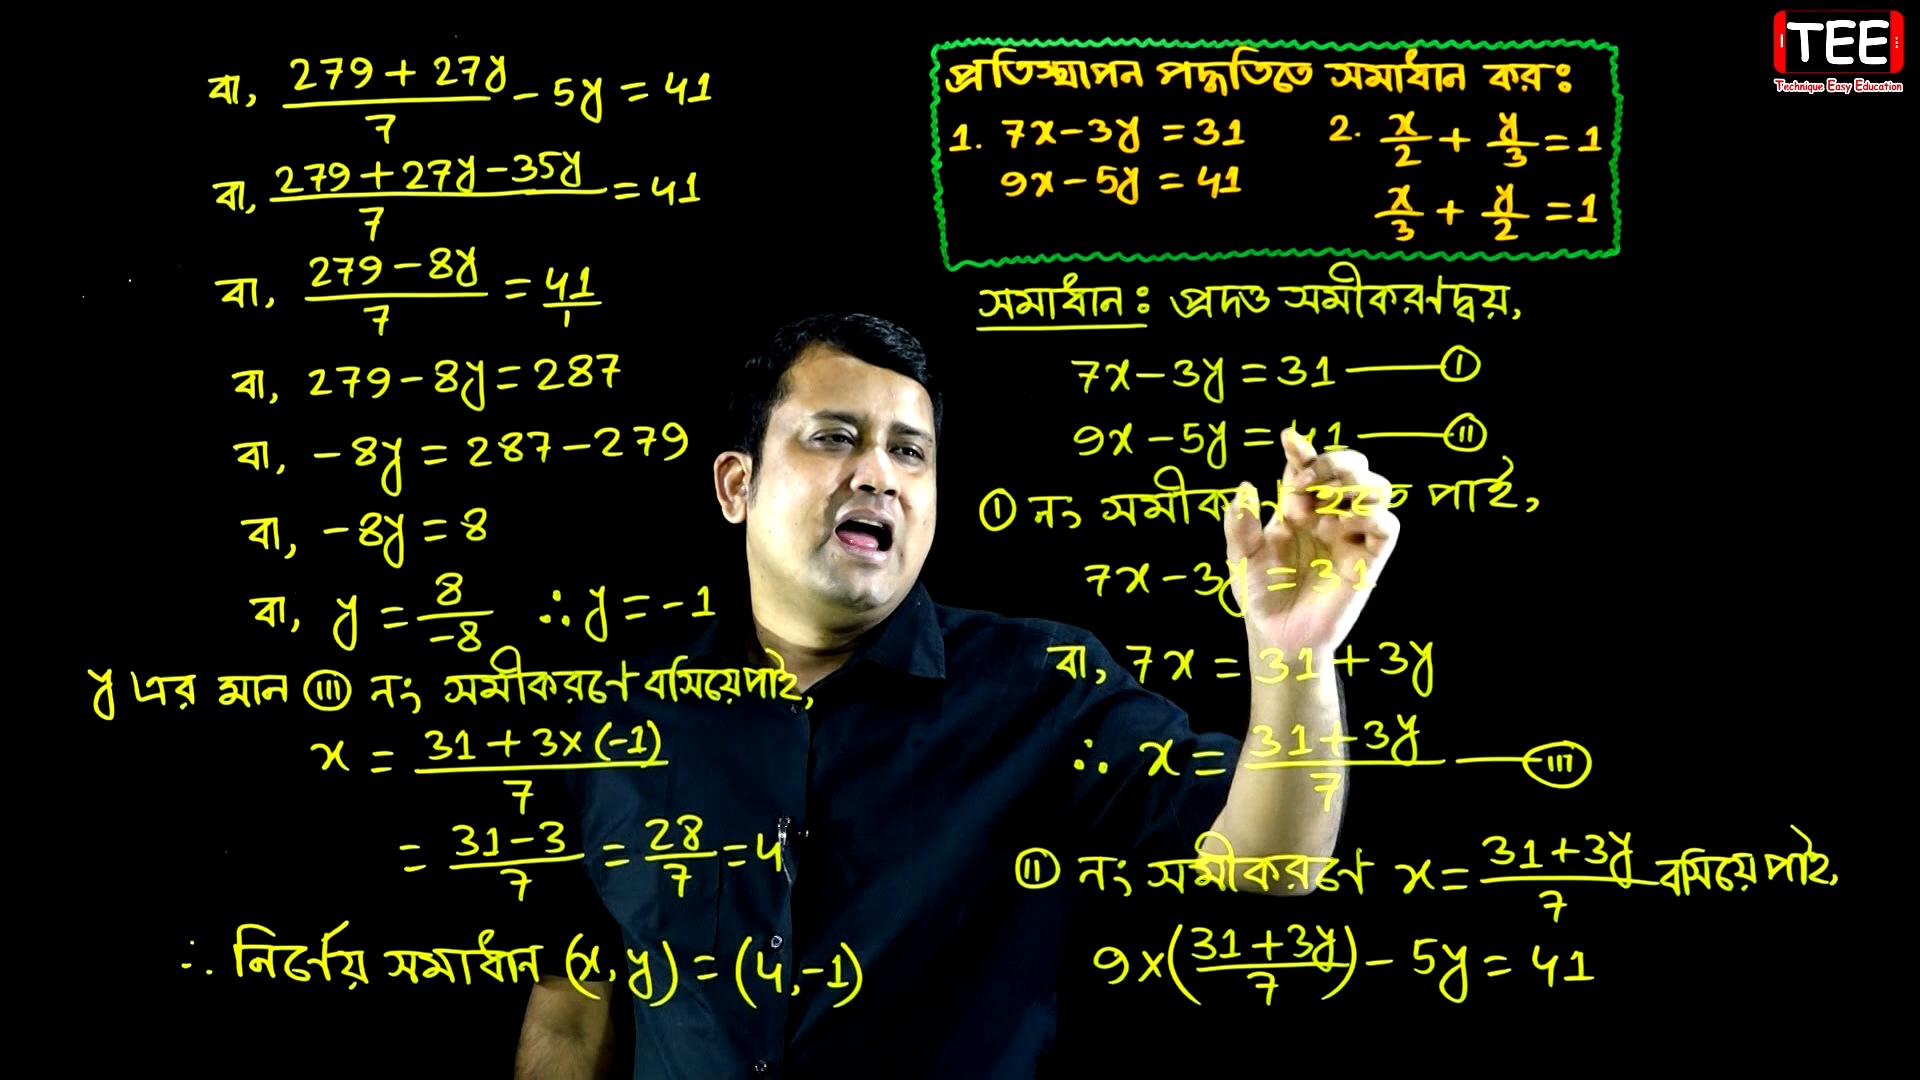 TEE
Technique Easy Education
প্রতিস্থাপন পদ্ধতিতে সমাধান কর:
1. 7x-3y = 31
9x-5y = 41
2. x/2 + y/3 = 1
x/3 + y/2 = 1
সমাধান: প্রদত্ত সমীকরণদ্বয়,
7x-3y = 31 — (i)
9x-5y = 41 — (ii)
(i) নং সমীকরণ হতে পাই,
7x-3y = 31
বা, 7x = 31+3y
∴ x = (31+3y)/7 — (iii)
(ii) নং সমীকরণে x = (31+3y)/7 বসিয়ে পাই,
9×((31+3y)/7) - 5y = 41
বা, (279+27y)/7 - 5y = 41
বা, (279+27y-35y)/7 = 41
বা, (279-8y)/7 = 41/1
বা, 279-8y = 287
বা, -8y = 287-279
বা, -8y = 8
বা, y = 8/-8 ∴ y = -1
y এর মান (iii) নং সমীকরণে বসিয়ে পাই,
x = (31+3×(-1))/7
= (31-3)/7 = 28/7 = 4
∴ নির্ণেয় সমাধান (x, y) = (4, -1)